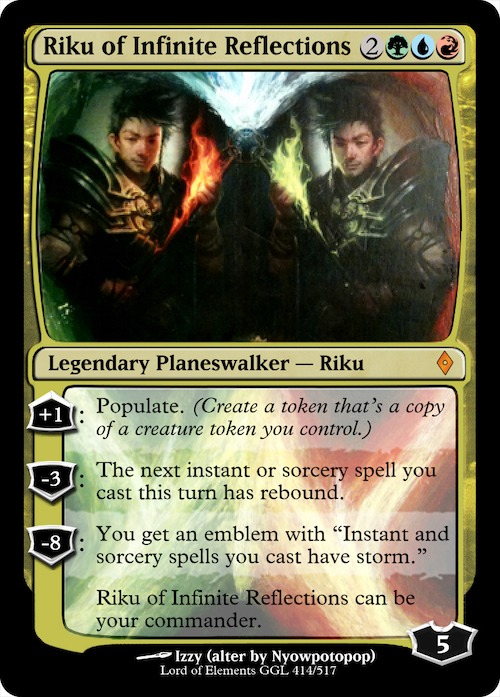 Riku of Infinite Reflections 2
Legendary Planeswalker — Riku
+1: Populate. (Create a token that's a copy
of a creature token you control.)
-3: The next instant or sorcery spell you
cast this turn has rebound.
-8: You get an emblem with “Instant and
sorcery spells you cast have storm.”
Riku of Infinite Reflections can be
your commander.
5
Izzy (alter by Nyowpotopop)
Lord of Elements GGL 414/517